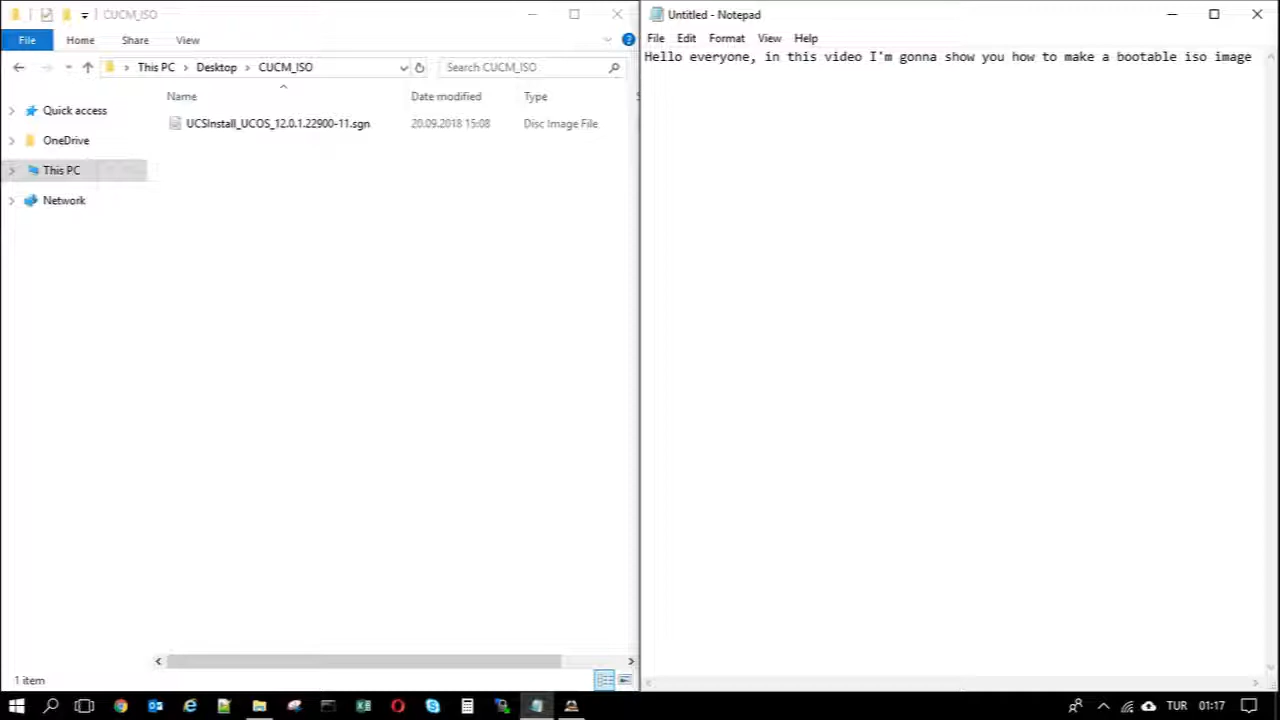 CUCM_ISO
File Home Share View
This PC Desktop CUCM_ISO
Search CUCM_ISO
Name Date modified Type
UCSInstall_UCOS_12.0.1.22900-11.sgn 20.09.2018 15:08 Disc Image File
Quick access
OneDrive
This PC
Network
1 item
Untitled - Notepad
File Edit Format View Help
Hello everyone, in this video I'm gonna show you how to make a bootable iso image
TUR 01:17